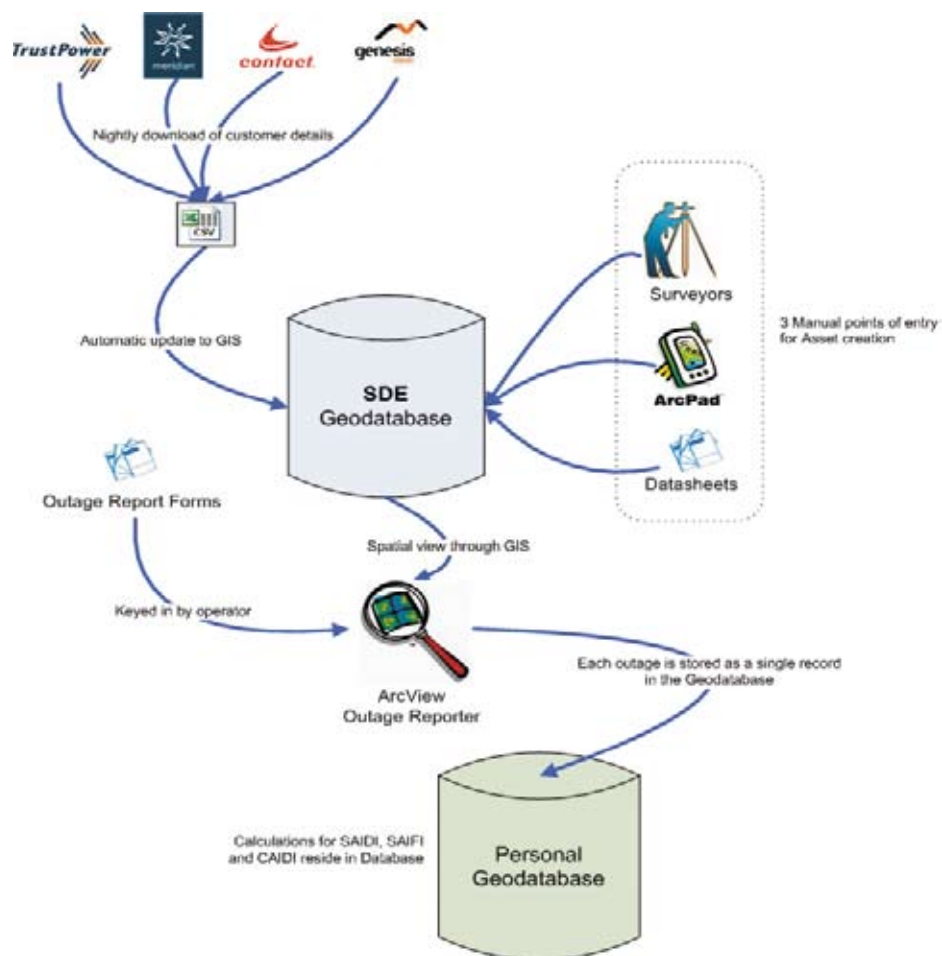 TrustPower
meridian
contact
genesis
Nightly download of customer details
CSV
Surveyors
3 Manual points of entry
for Asset creation
Automatic update to GIS
SDE
Geodatabase
ArcPad
Datasheets
Outage Report Forms
Spatial view through GIS
Keyed in by operator
Each outage is stored as a single record
in the Geodatabase
ArcView
Outage Reporter
Calculations for SAIDI, SAIFI
and CAIDI reside in Database
Personal
Geodatabase